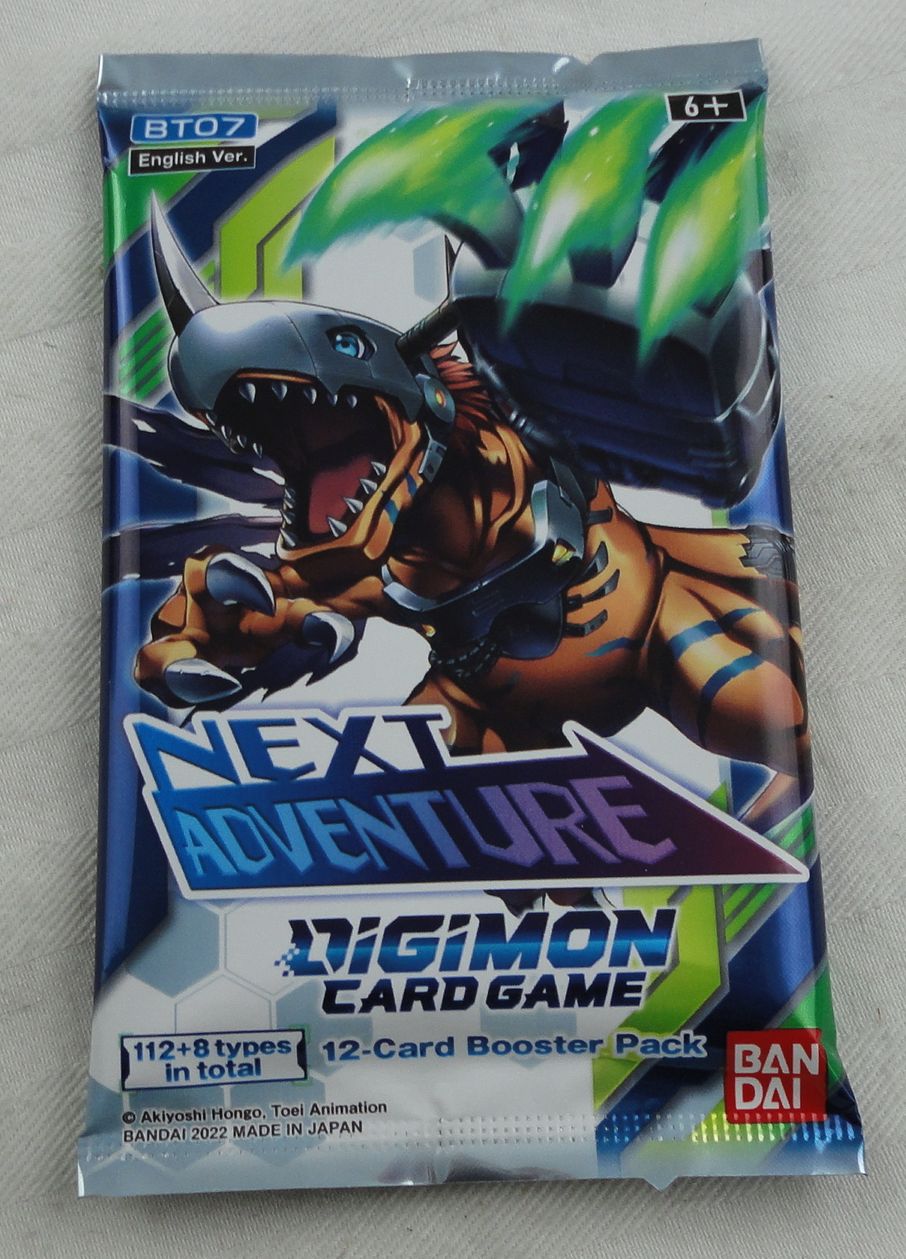 BT07
English Ver.
6+
NEXT
ADVENTURE
DiGiMON
CARD GAME
112+8 types
in total
12-Card Booster Pack
BAN
DAI
© Akiyoshi Hongo, Toei Animation
BANDAI 2022 MADE IN JAPAN